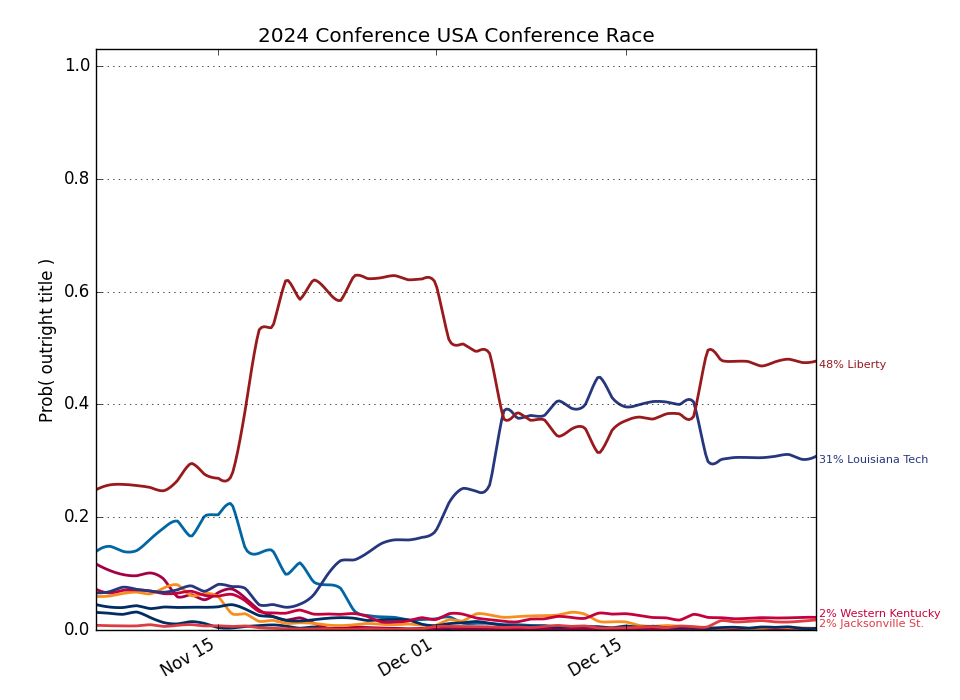 2024 Conference USA Conference Race
1.0
0.8
0.6
0.4
0.2
0.0
Prob( outright title )
48% Liberty
31% Louisiana Tech
2% Western Kentucky
2% Jacksonville St.
Nov 15
Dec 01
Dec 15